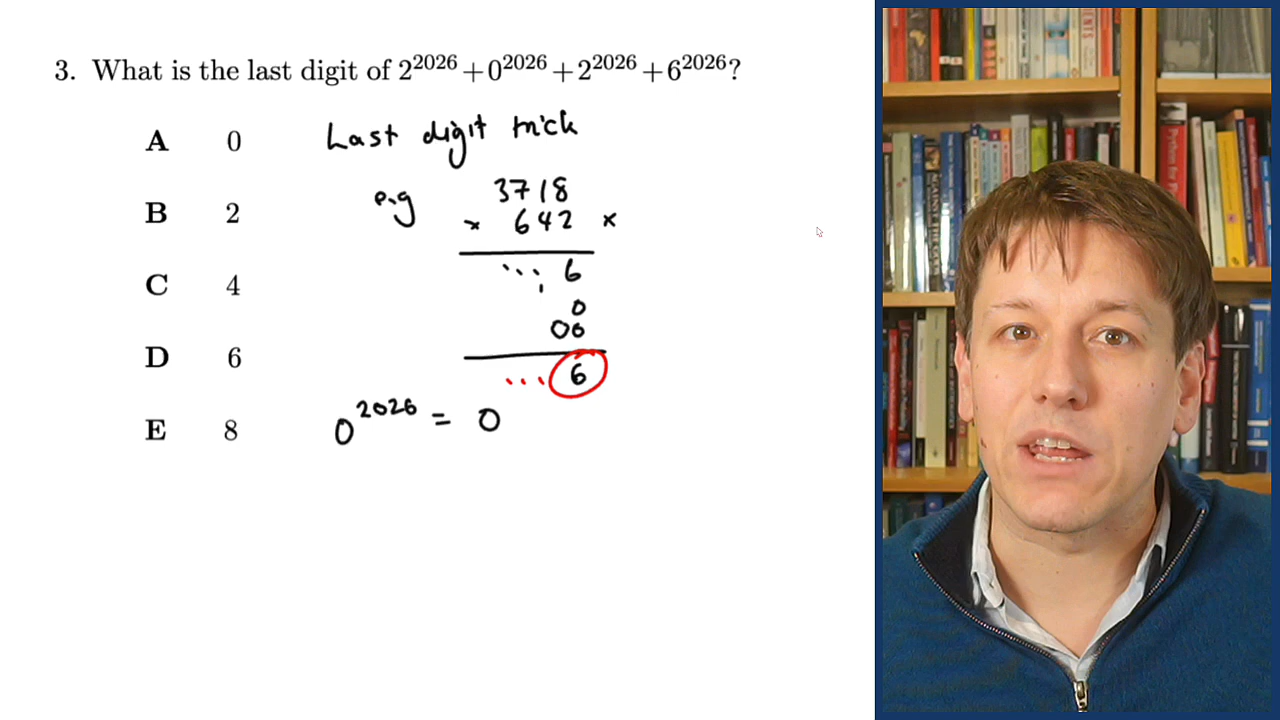 3. What is the last digit of 2^2026 + 0^2026 + 2^2026 + 6^2026?
A 0
B 2
C 4
D 6
E 8
Last digit trick
e.g 3718
× 642 ×
... 6
0
00
... 6
0^2026 = 0